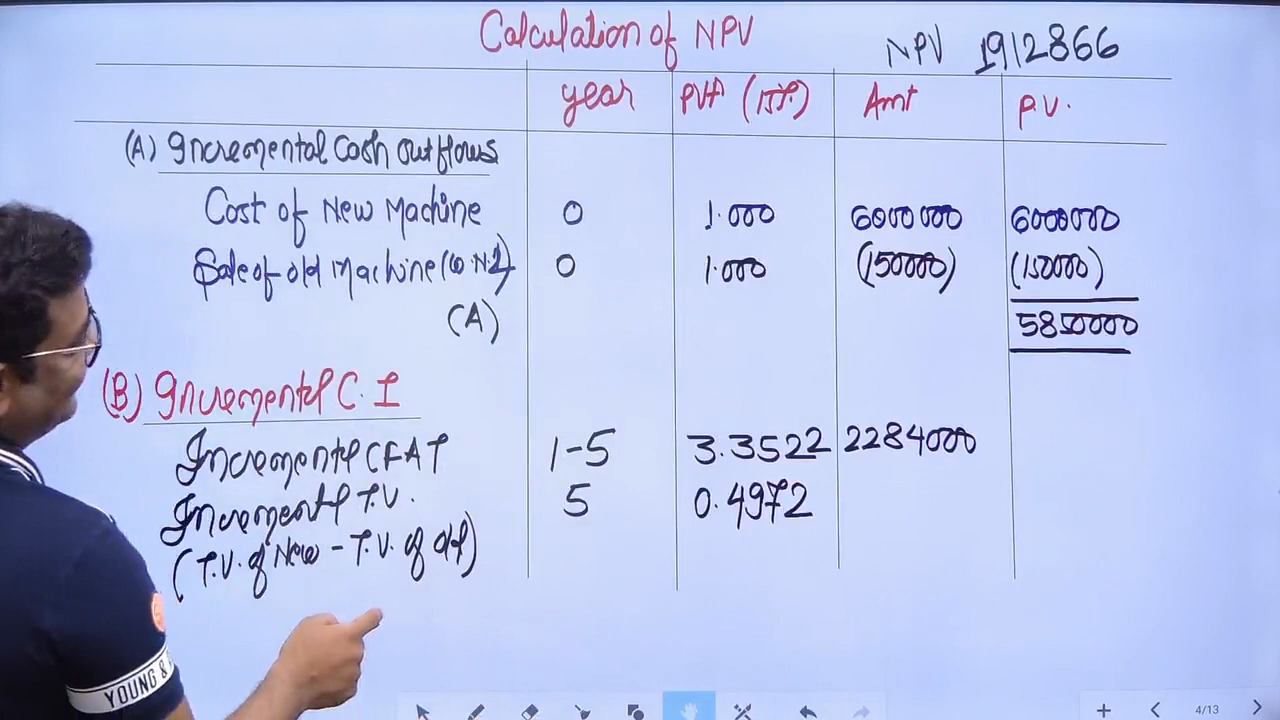 Calculation of NPV
NPV 1912866
year PVF (15%) Amt P.V.
(A) Incremental Cash Outflows
Cost of New Machine 0 1.000 6000000 6000000
Sale of old Machine (W.N.2) 0 1.000 (150000) (150000)
(A) 5850000
(B) Incremental C.I
Incremental CFAT 1-5 3.3522 2284000
Incremental T.V. 5 0.4972
(T.V. of New - T.V. of old)
YOUNG &
4/13